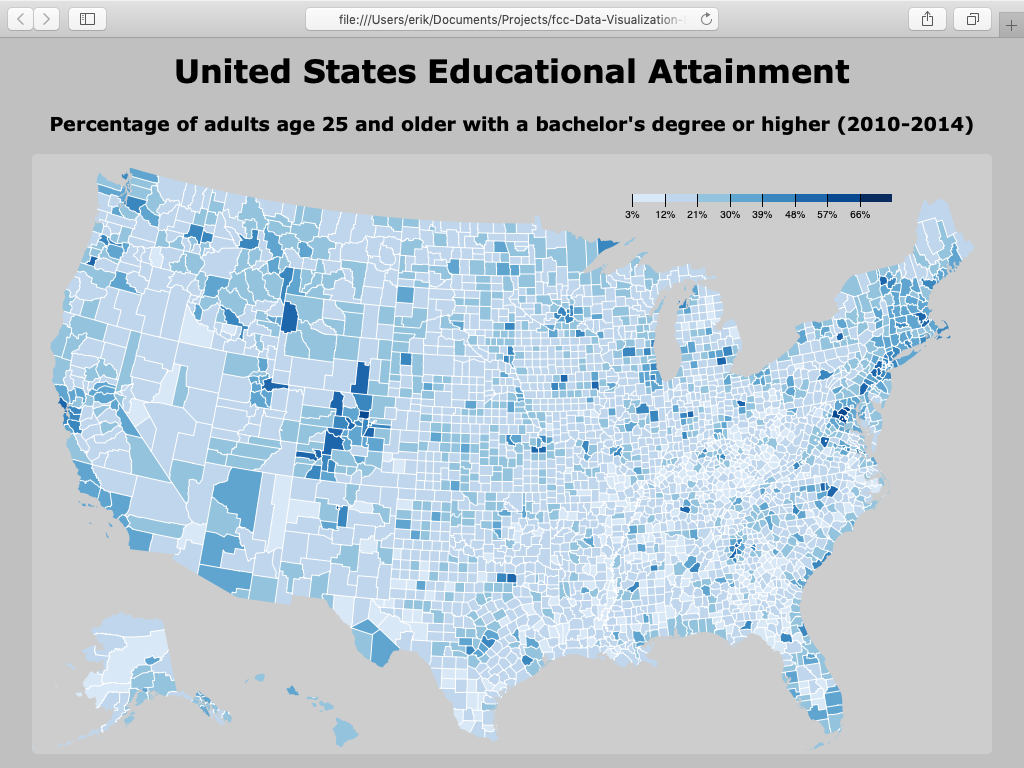 file:///Users/erik/Documents/Projects/fcc-Data-Visualization-
United States Educational Attainment
Percentage of adults age 25 and older with a bachelor's degree or higher (2010-2014)
3% 12% 21% 30% 39% 48% 57% 66%